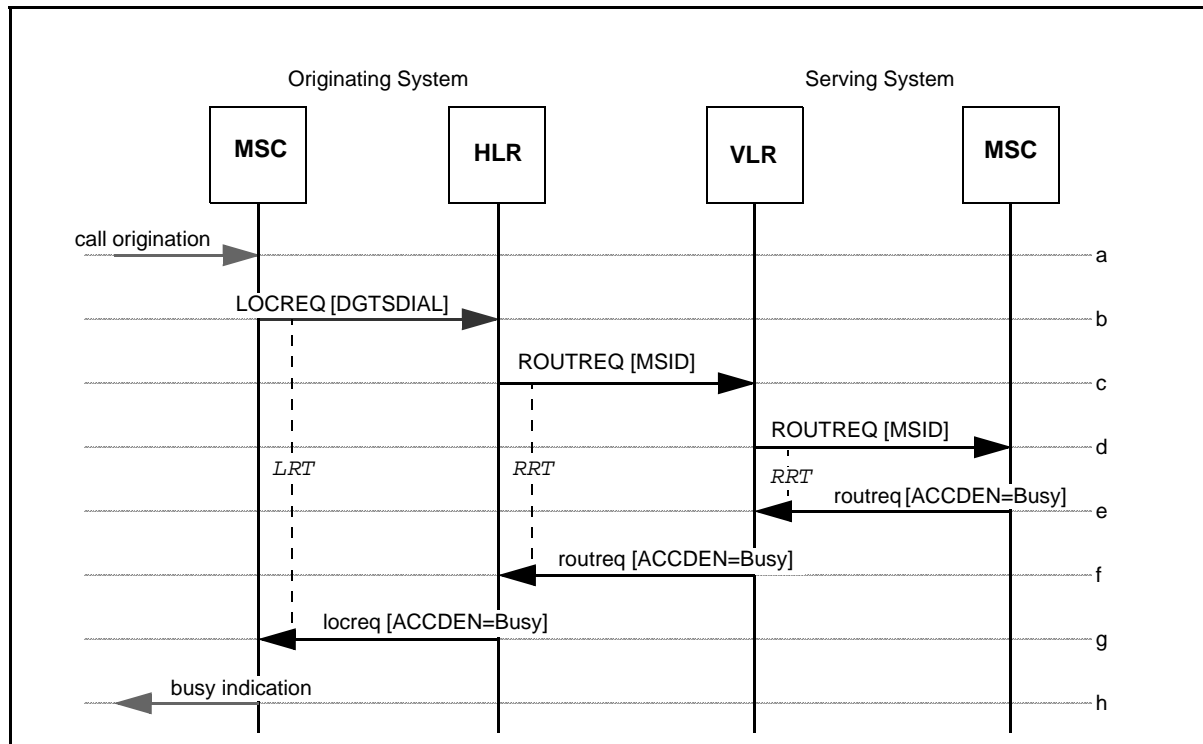 Originating System
Serving System
MSC
HLR
VLR
MSC
call origination
a
LOCREQ [DGTSDIAL]
b
ROUTREQ [MSID]
c
ROUTREQ [MSID]
d
LRT
RRT
RRT
routreq [ACCDEN=Busy]
e
routreq [ACCDEN=Busy]
f
locreq [ACCDEN=Busy]
g
busy indication
h